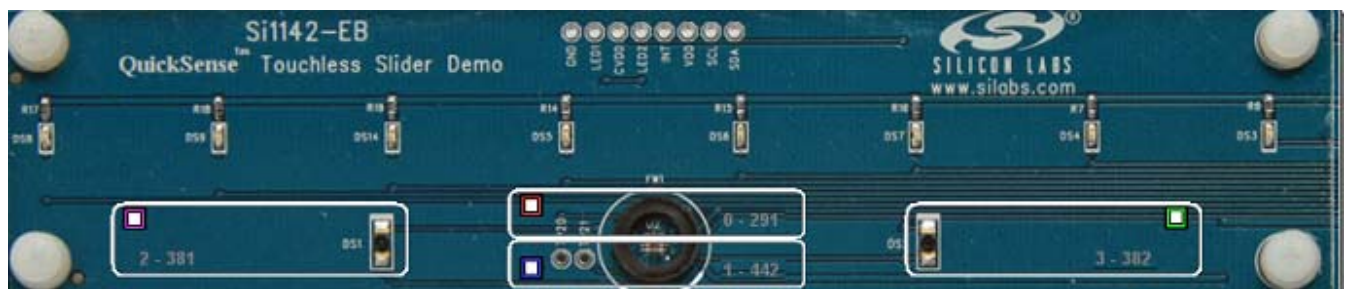 Si1142-EB
QuickSense™ Touchless Slider Demo
GND LED1 CVDD LED2 INT VDD SCL SDA
®
SILICON LABS
www.silabs.com
R17 R18 R19 R14 R15 R16 R7 R8
DS9 DS14 DS5 DS6 DS7 DS4 DS3
FW1
DS1
0 - 291
2 - 381
1 - 442
3 - 382